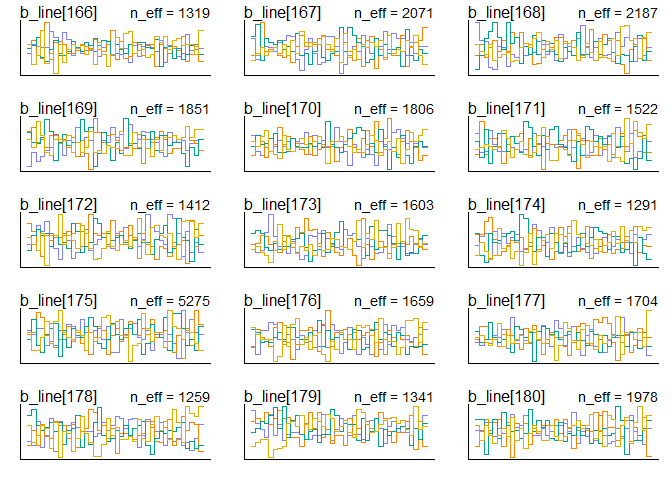 b_line[166] n_eff = 1319 b_line[167] n_eff = 2071 b_line[168] n_eff = 2187
b_line[169] n_eff = 1851 b_line[170] n_eff = 1806 b_line[171] n_eff = 1522
b_line[172] n_eff = 1412 b_line[173] n_eff = 1603 b_line[174] n_eff = 1291
b_line[175] n_eff = 5275 b_line[176] n_eff = 1659 b_line[177] n_eff = 1704
b_line[178] n_eff = 1259 b_line[179] n_eff = 1341 b_line[180] n_eff = 1978